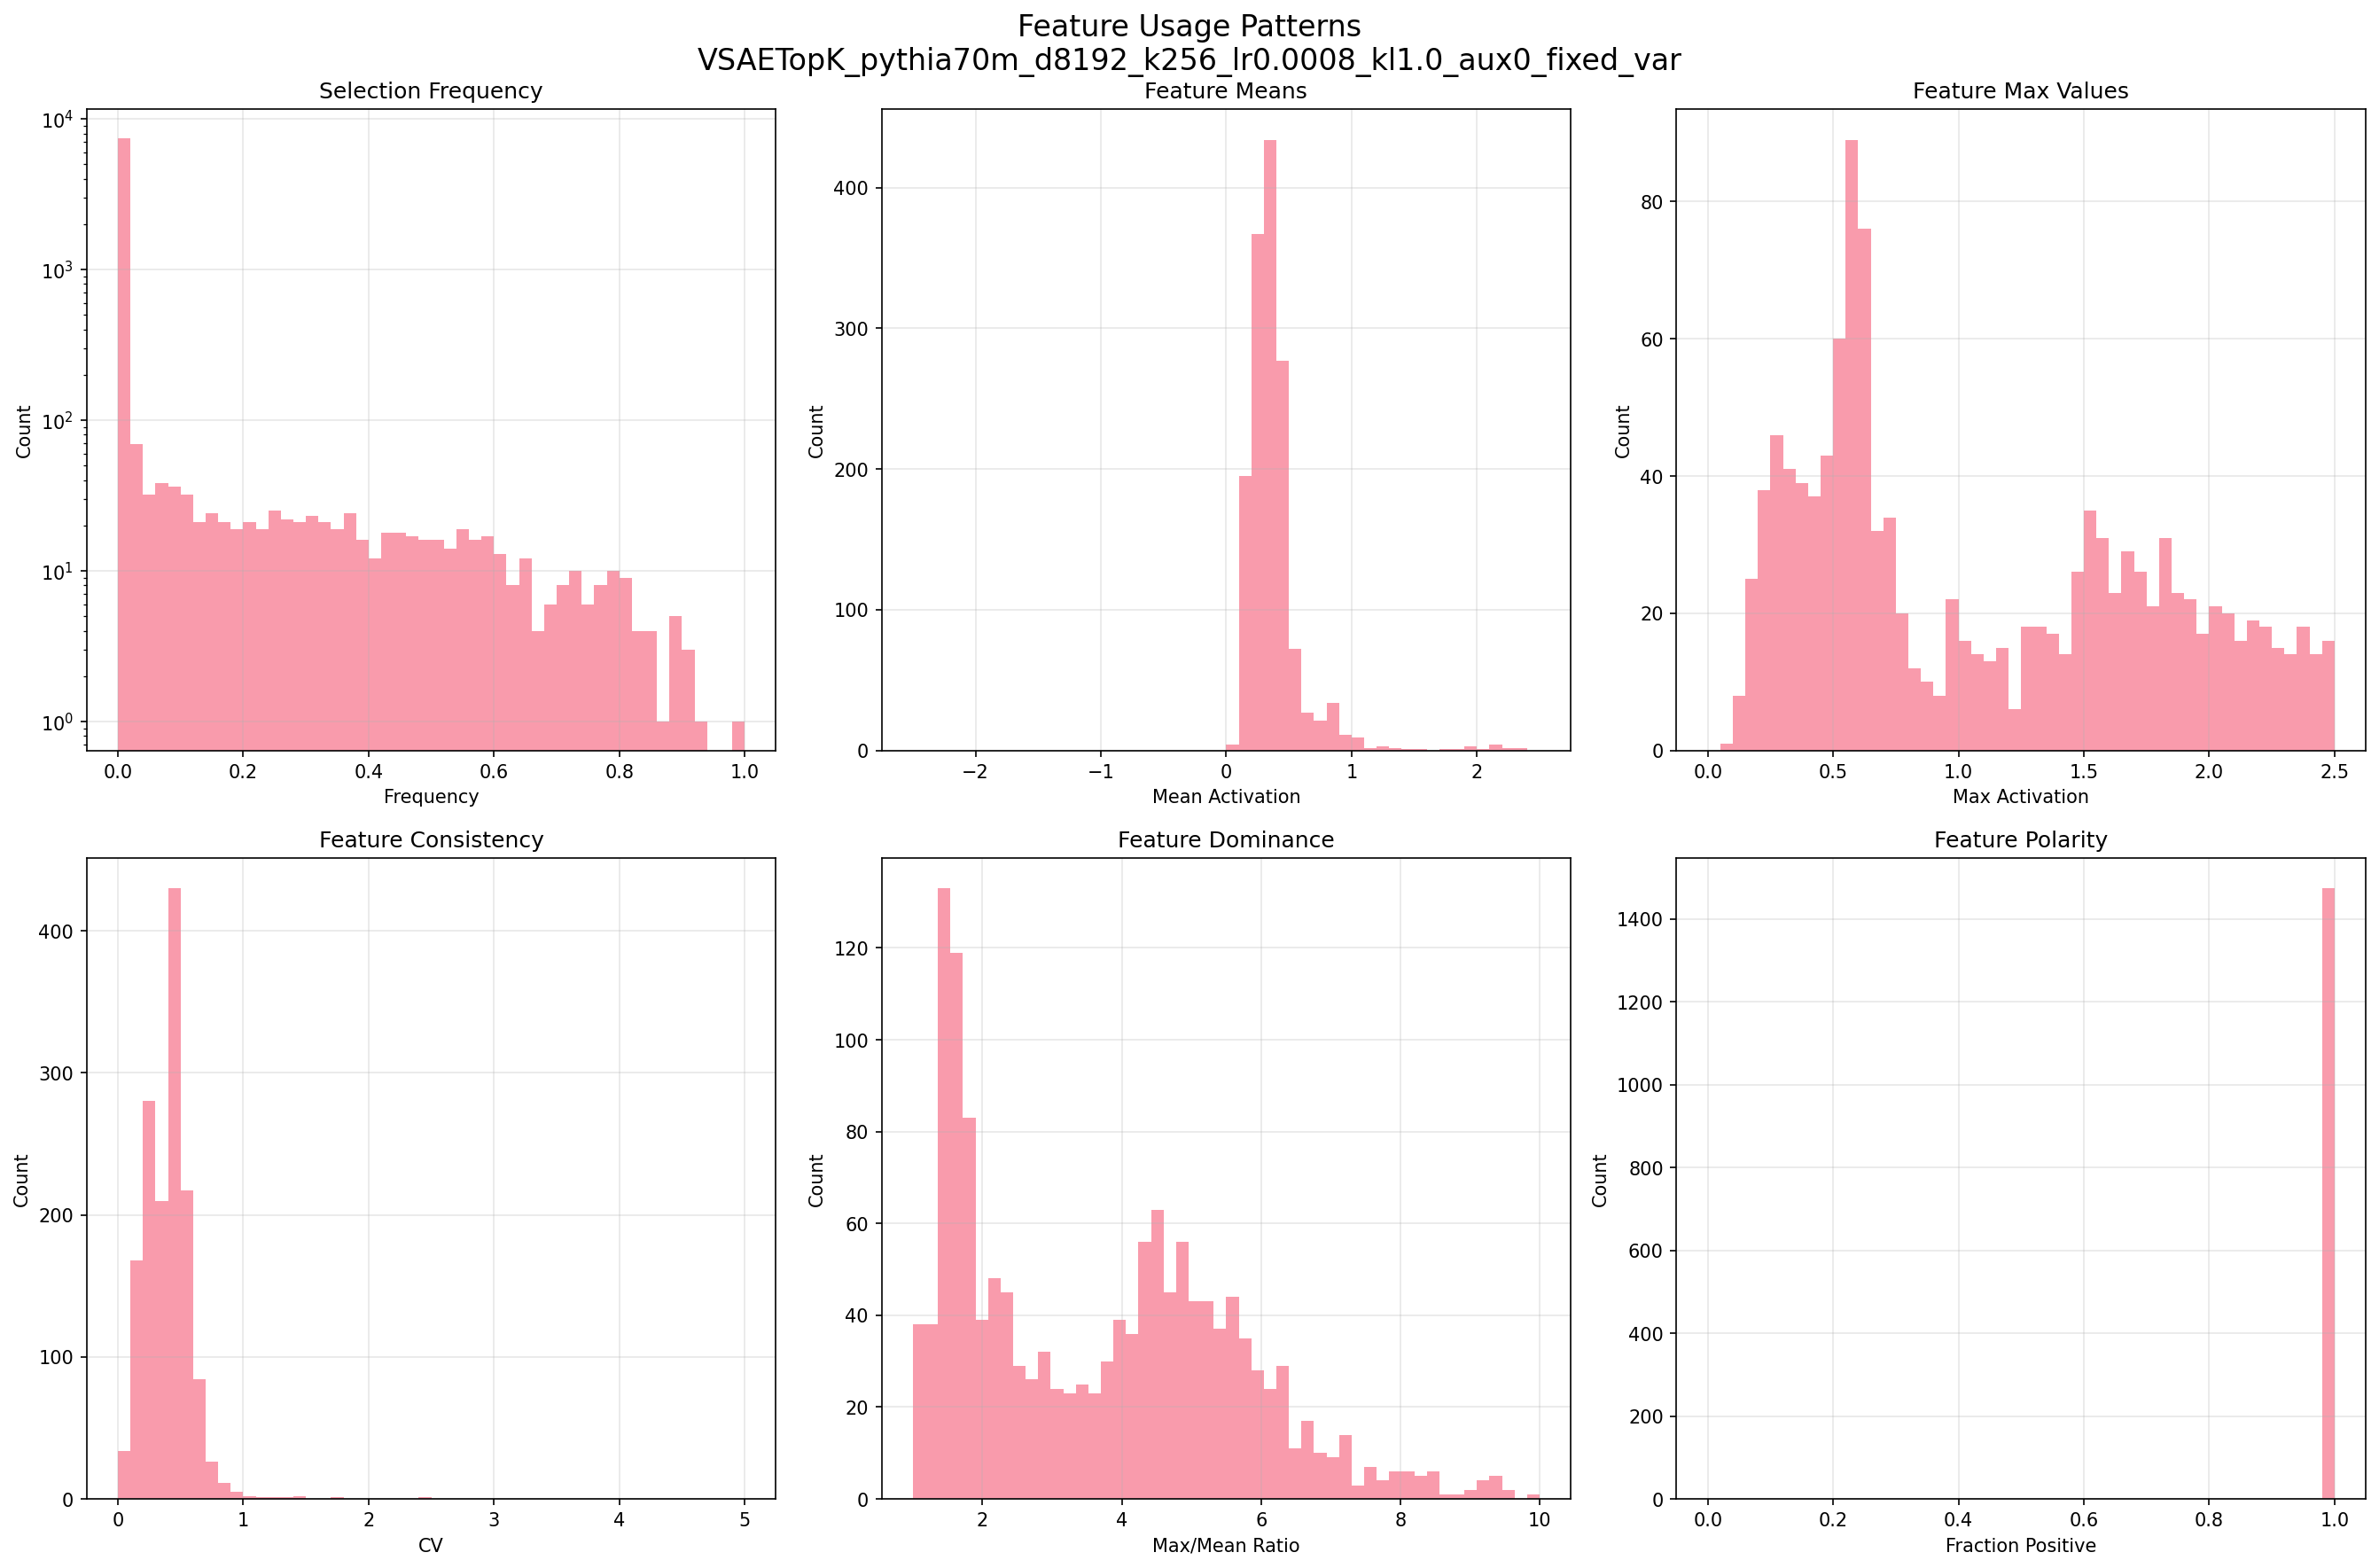 Feature Usage Patterns
VSAETopK_pythia70m_d8192_k256_lr0.0008_kl1.0_aux0_fixed_var
Selection Frequency
10⁴
10³
10²
10¹
10⁰
Count
0.0 0.2 0.4 0.6 0.8 1.0
Frequency
Feature Means
400
300
200
100
0
Count
−2 −1 0 1 2
Mean Activation
Feature Max Values
80
60
40
20
0
Count
0.0 0.5 1.0 1.5 2.0 2.5
Max Activation
Feature Consistency
400
300
200
100
0
Count
0 1 2 3 4 5
CV
Feature Dominance
120
100
80
60
40
20
0
Count
2 4 6 8 10
Max/Mean Ratio
Feature Polarity
1400
1200
1000
800
600
400
200
0
Count
0.0 0.2 0.4 0.6 0.8 1.0
Fraction Positive